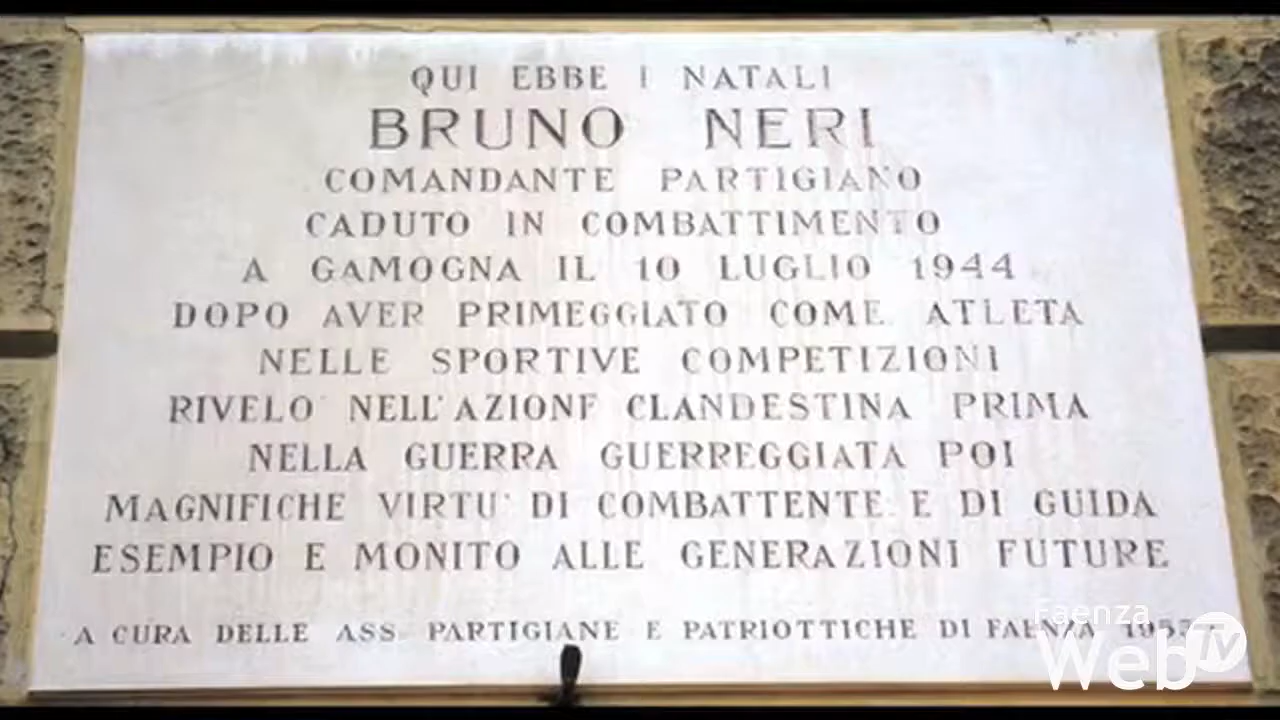 QUI EBBE I NATALI
BRUNO NERI
COMANDANTE PARTIGIANO
CADUTO IN COMBATTIMENTO
A GAMOGNA IL 10 LUGLIO 1944
DOPO AVER PRIMEGGIATO COME ATLETA
NELLE SPORTIVE COMPETIZIONI
RIVELO' NELL'AZIONE CLANDESTINA PRIMA
NELLA GUERRA GUERREGGIATA POI
MAGNIFICHE VIRTU' DI COMBATTENTE E DI GUIDA
ESEMPIO E MONITO ALLE GENERAZIONI FUTURE
A CURA DELLE ASS. PARTIGIANE E PATRIOTTICHE DI FAENZA
Faenza
Web TV